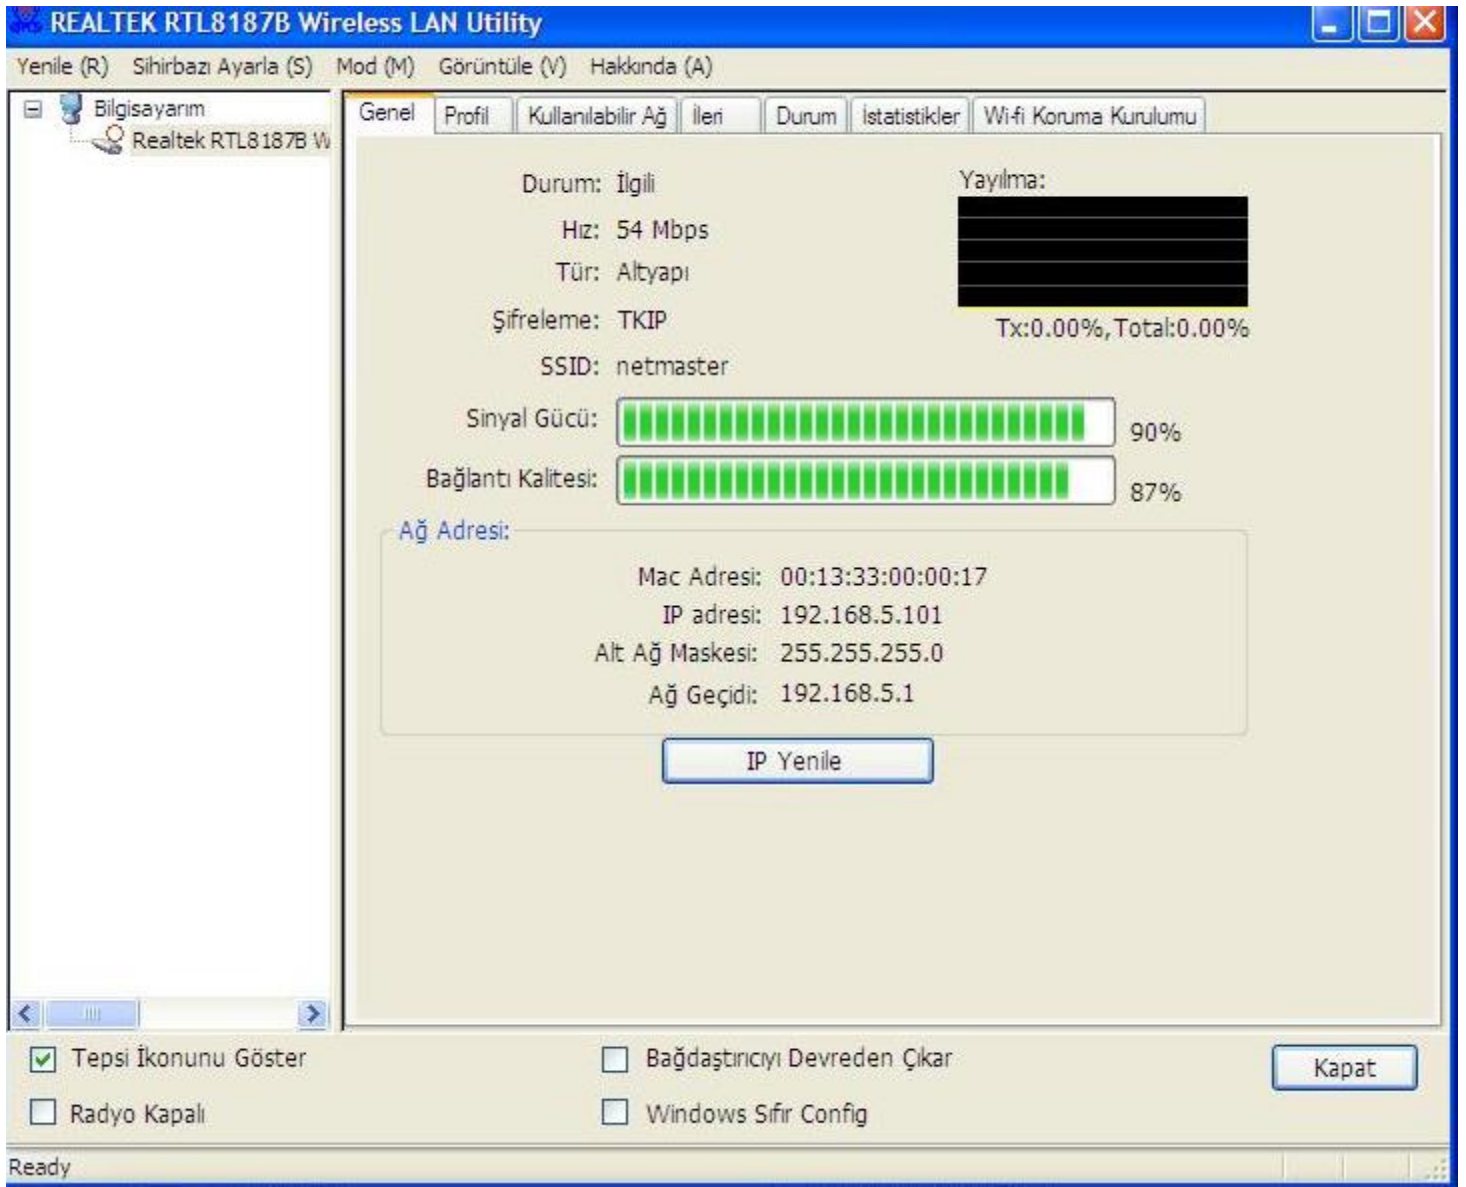 REALTEK RTL8187B Wireless LAN Utility
Yenile (R) Sihirbazı Ayarla (S) Mod (M) Görüntüle (V) Hakkında (A)
Bilgisayarım
Realtek RTL8187B W
Genel Profil Kullanılabilir Ağ İleri Durum İstatistikler Wi-fi Koruma Kurulumu
Durum: İlgili
Hız: 54 Mbps
Tür: Altyapı
Şifreleme: TKIP
SSID: netmaster
Yayılma:
Tx:0.00%, Total:0.00%
Sinyal Gücü: 90%
Bağlantı Kalitesi: 87%
Ağ Adresi:
Mac Adresi: 00:13:33:00:00:17
IP adresi: 192.168.5.101
Alt Ağ Maskesi: 255.255.255.0
Ağ Geçidi: 192.168.5.1
IP Yenile
Tepsi İkonunu Göster
Bağdaştırıcıyı Devreden Çıkar
Radyo Kapalı
Windows Sıfır Config
Kapat
Ready